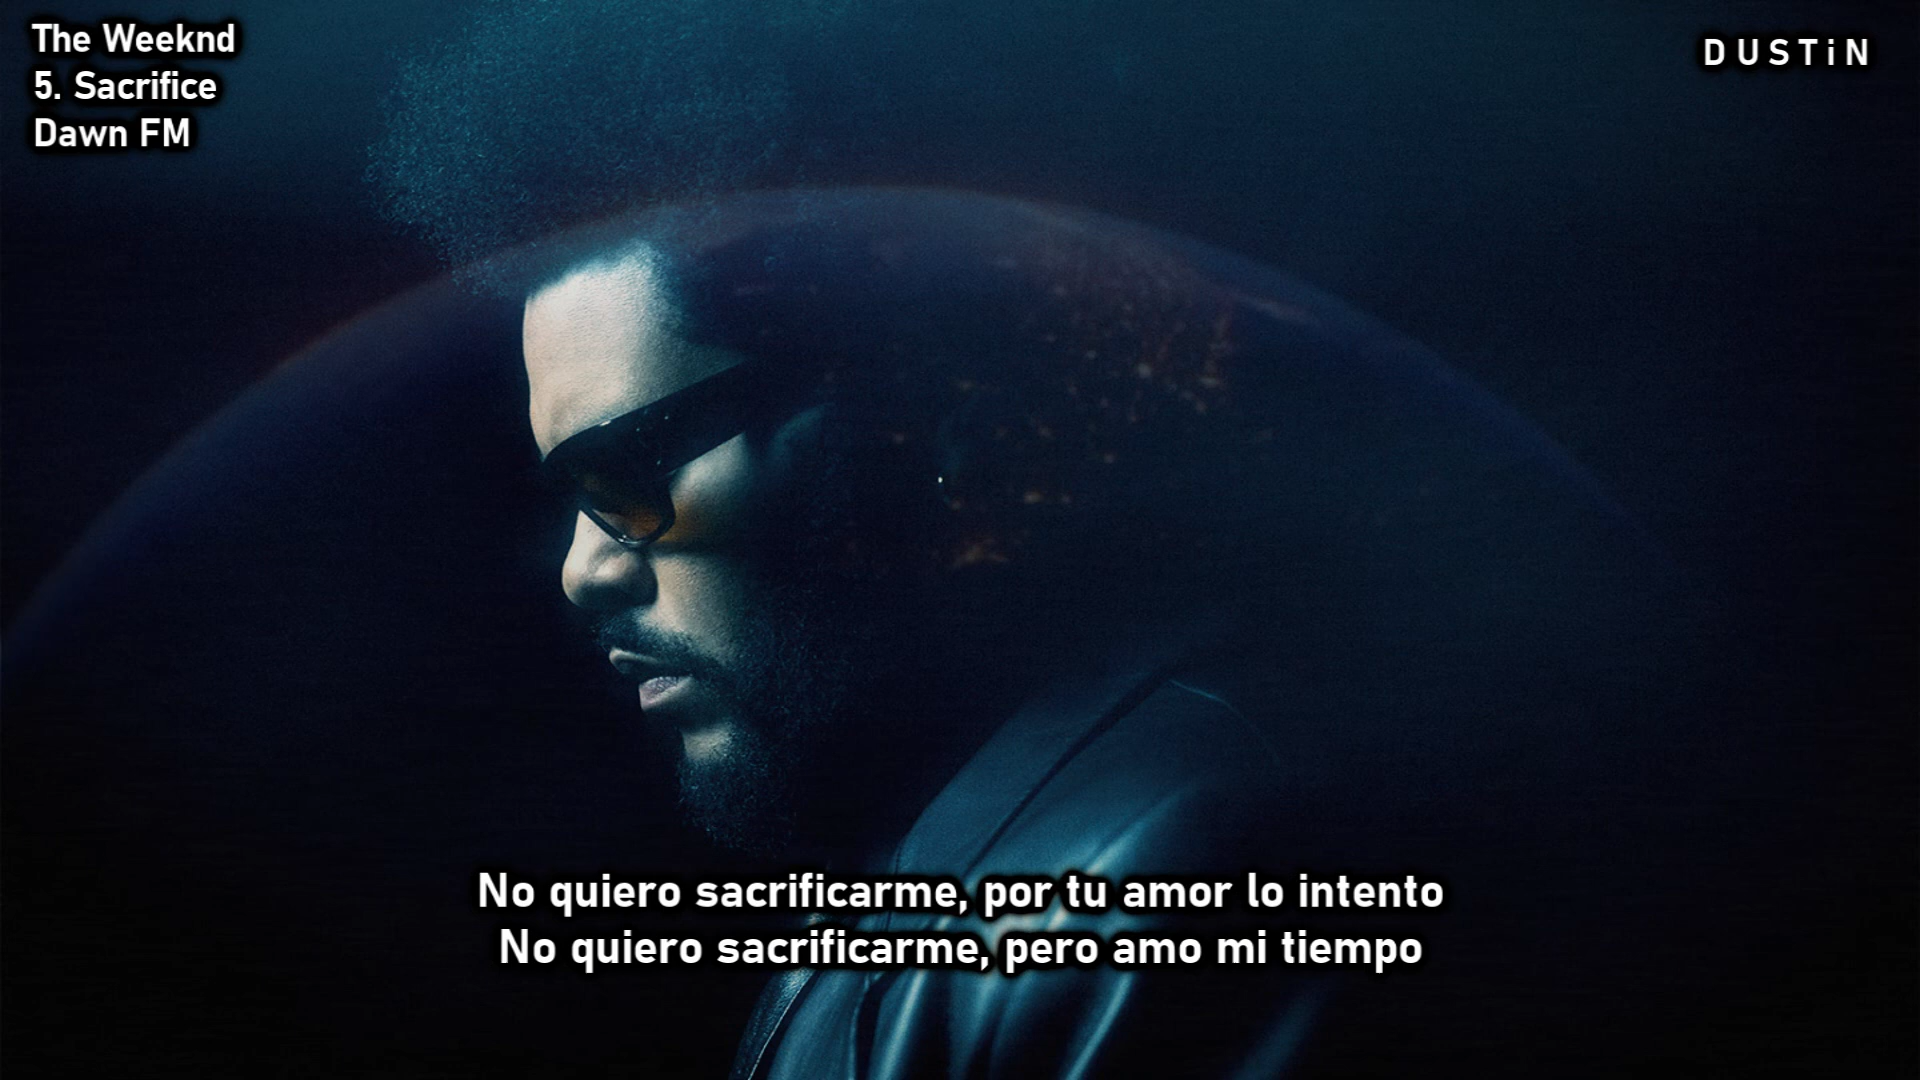 The Weeknd
5. Sacrifice
Dawn FM
DUSTiN
No quiero sacrificarme, por tu amor lo intento
No quiero sacrificarme, pero amo mi tiempo